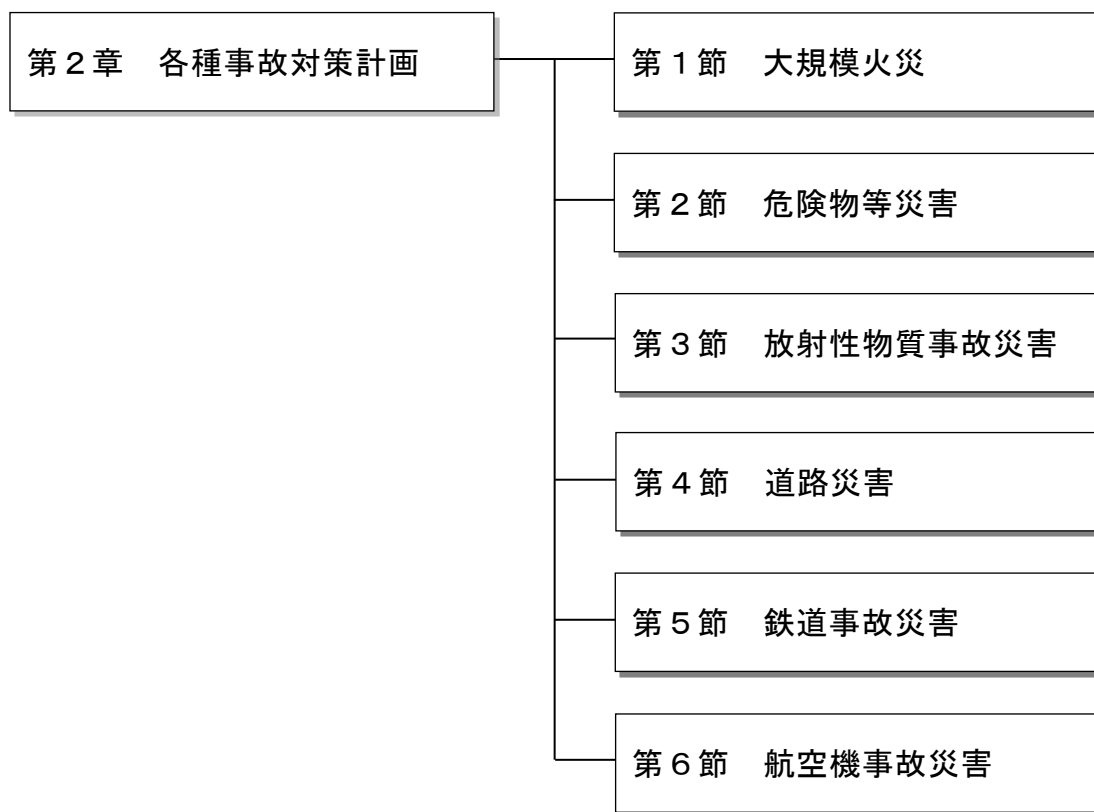 第２章　各種事故対策計画
第１節　大規模火災
第２節　危険物等災害
第３節　放射性物質事故災害
第４節　道路災害
第５節　鉄道事故災害
第６節　航空機事故災害